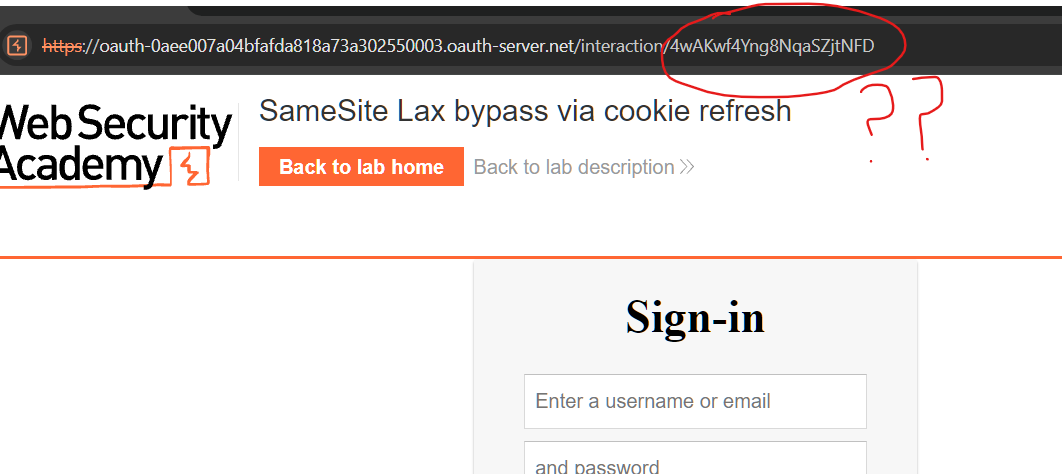 https://oauth-0aee007a04bfafda818a73a302550003.oauth-server.net/interaction/4wAKwf4Yng8NqaSZjtNFD
??
Web Security
Academy
SameSite Lax bypass via cookie refresh
Back to lab home
Back to lab description
Sign-in
Enter a username or email
and password